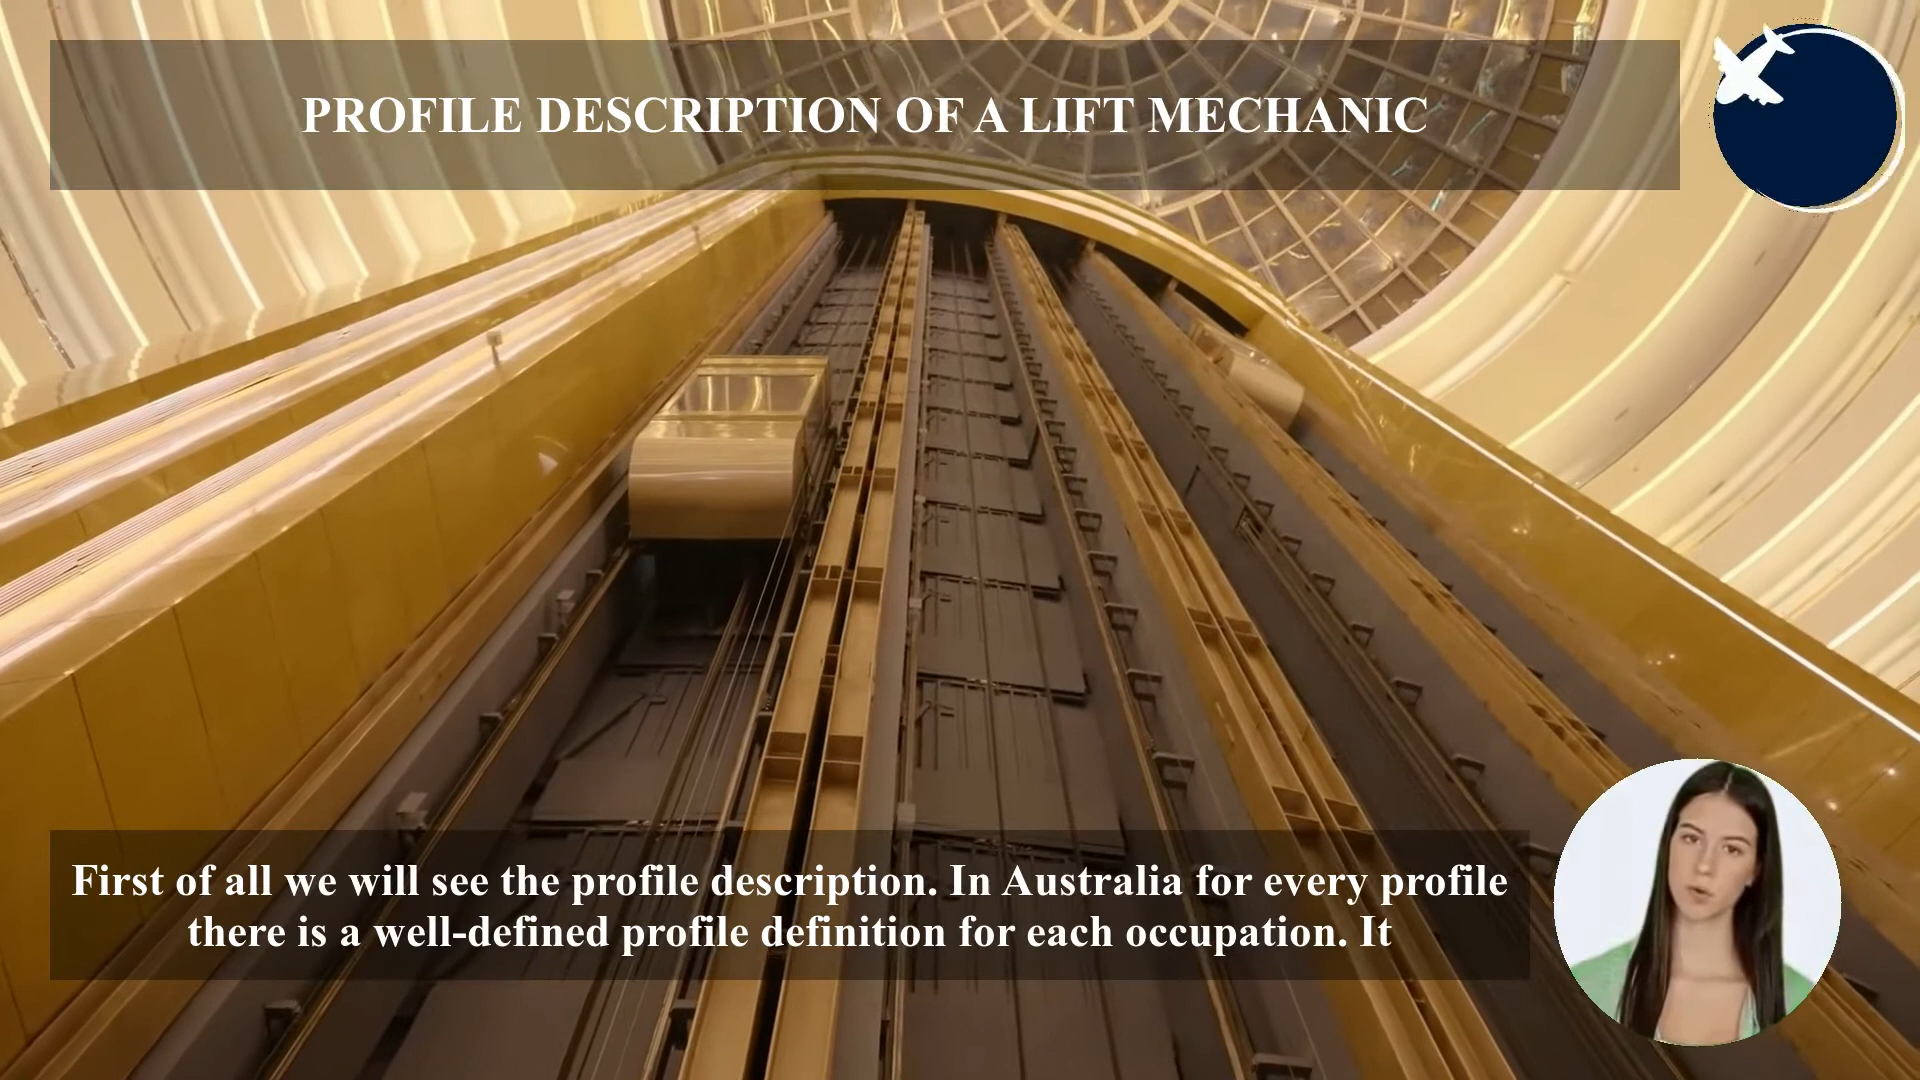 PROFILE DESCRIPTION OF A LIFT MECHANIC
First of all we will see the profile description. In Australia for every profile
there is a well-defined profile definition for each occupation. It